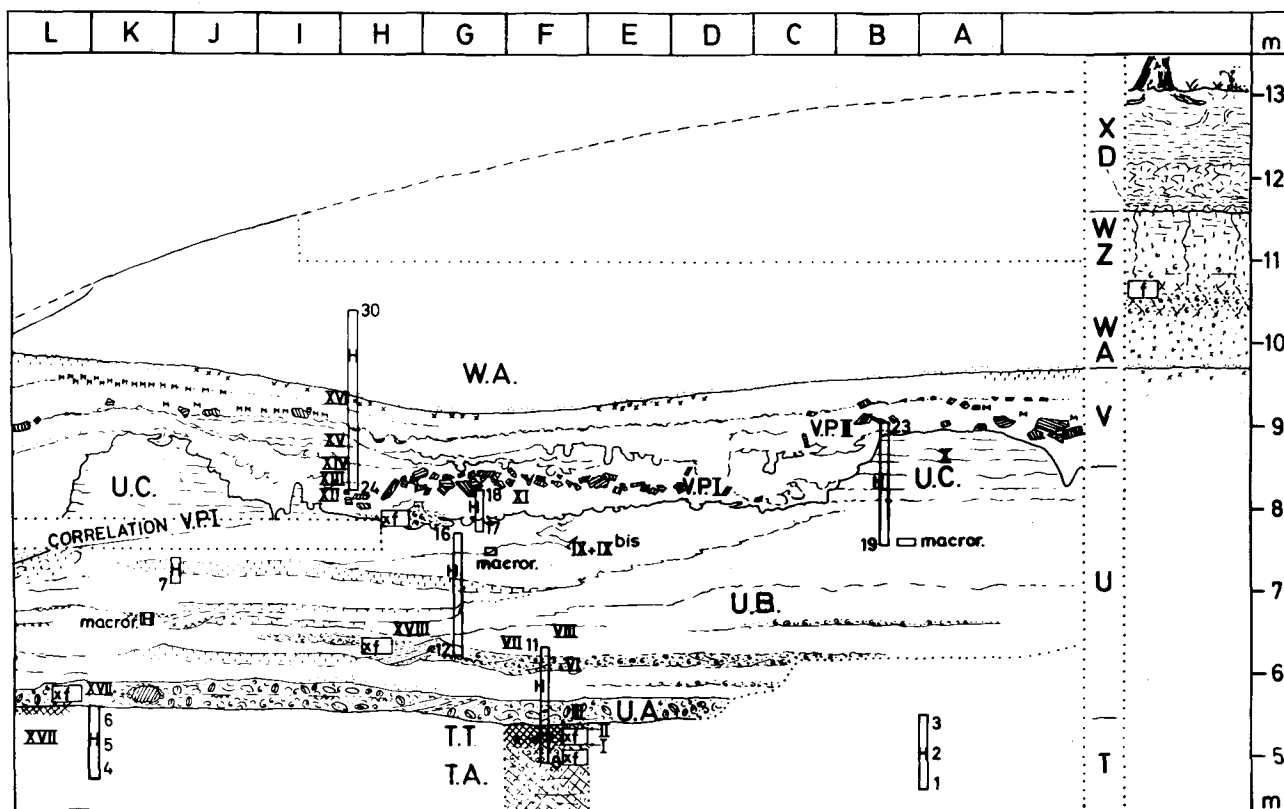 L K J I H G F E D C B A m
13
X
D
12
W
Z
11
f
30
W
A
10
W.A.
XVI
V
9
V.P.II
23
XV
X
XIV
U.C.
U.C.
XIII
V.P.I
XII
24
18
XI
8
xf
CORRELATION V.P.I
16
17
IX+IXbis
19
macror.
macror.
7
7
U.B.
U
macror.
XVIII
VII
VIII
xf
12
11
VI
6
xf
XVII
U.A
III
6
3
XVII
T.T
xf
II
5
I
2
T.A.
xf
5
4
1
T
m